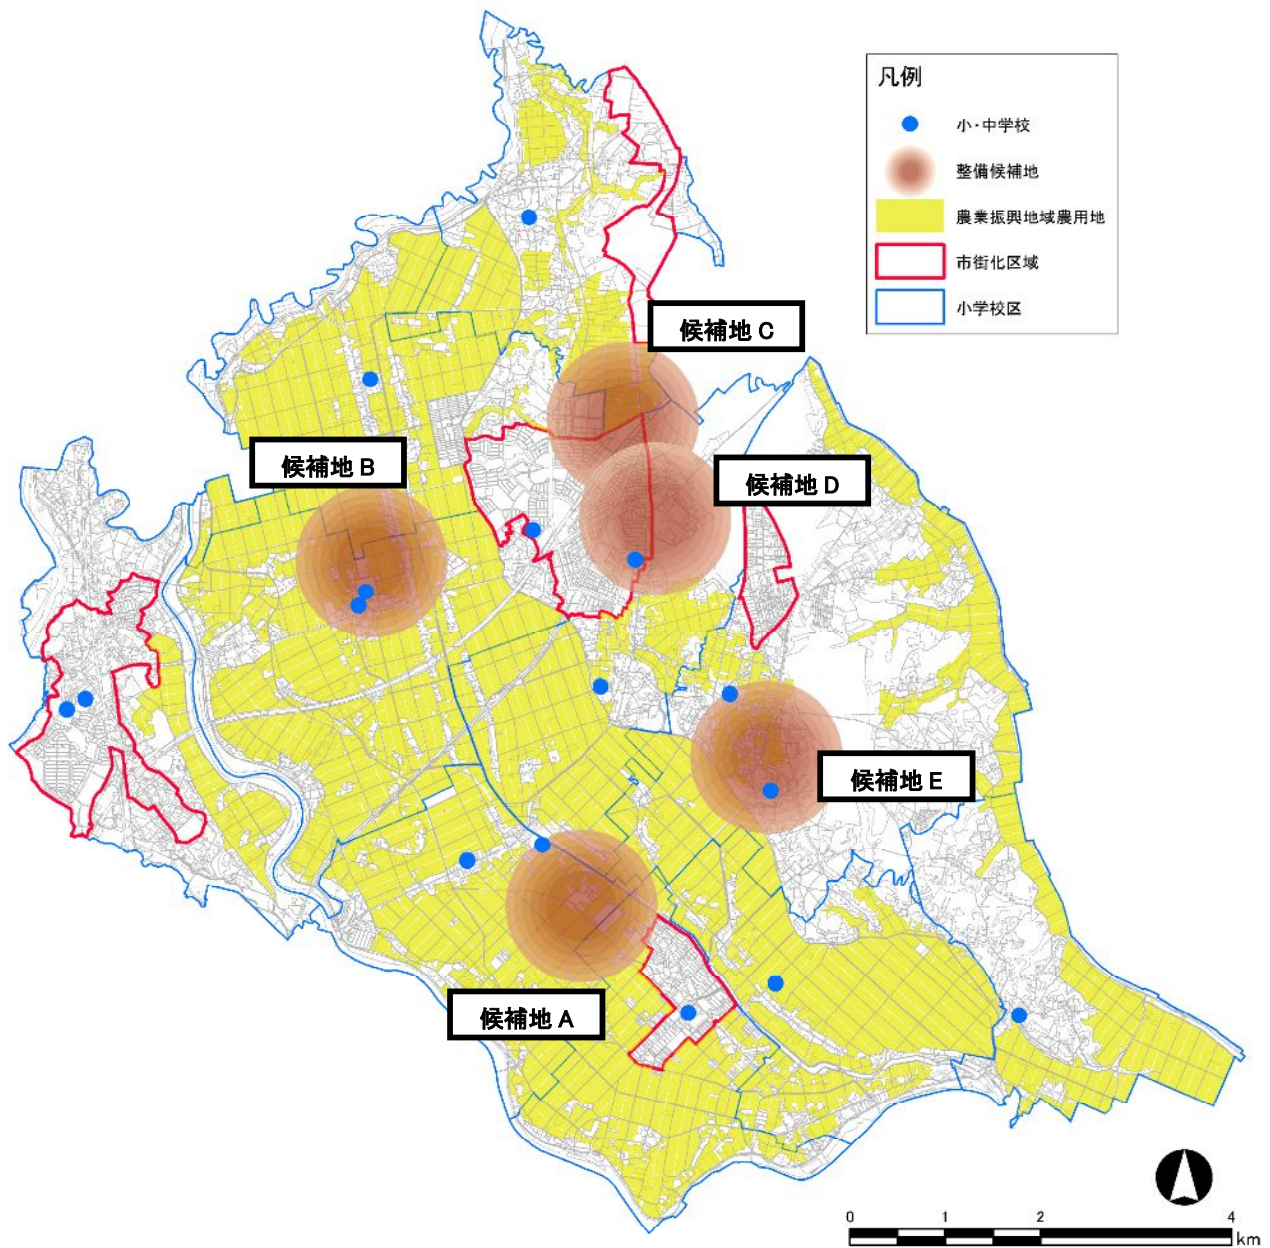 凡例
小・中学校
整備候補地
農業振興地域農用地
市街化区域
小学校区
候補地 C
候補地 B
候補地 D
候補地 E
候補地 A
0 1 2 4
km